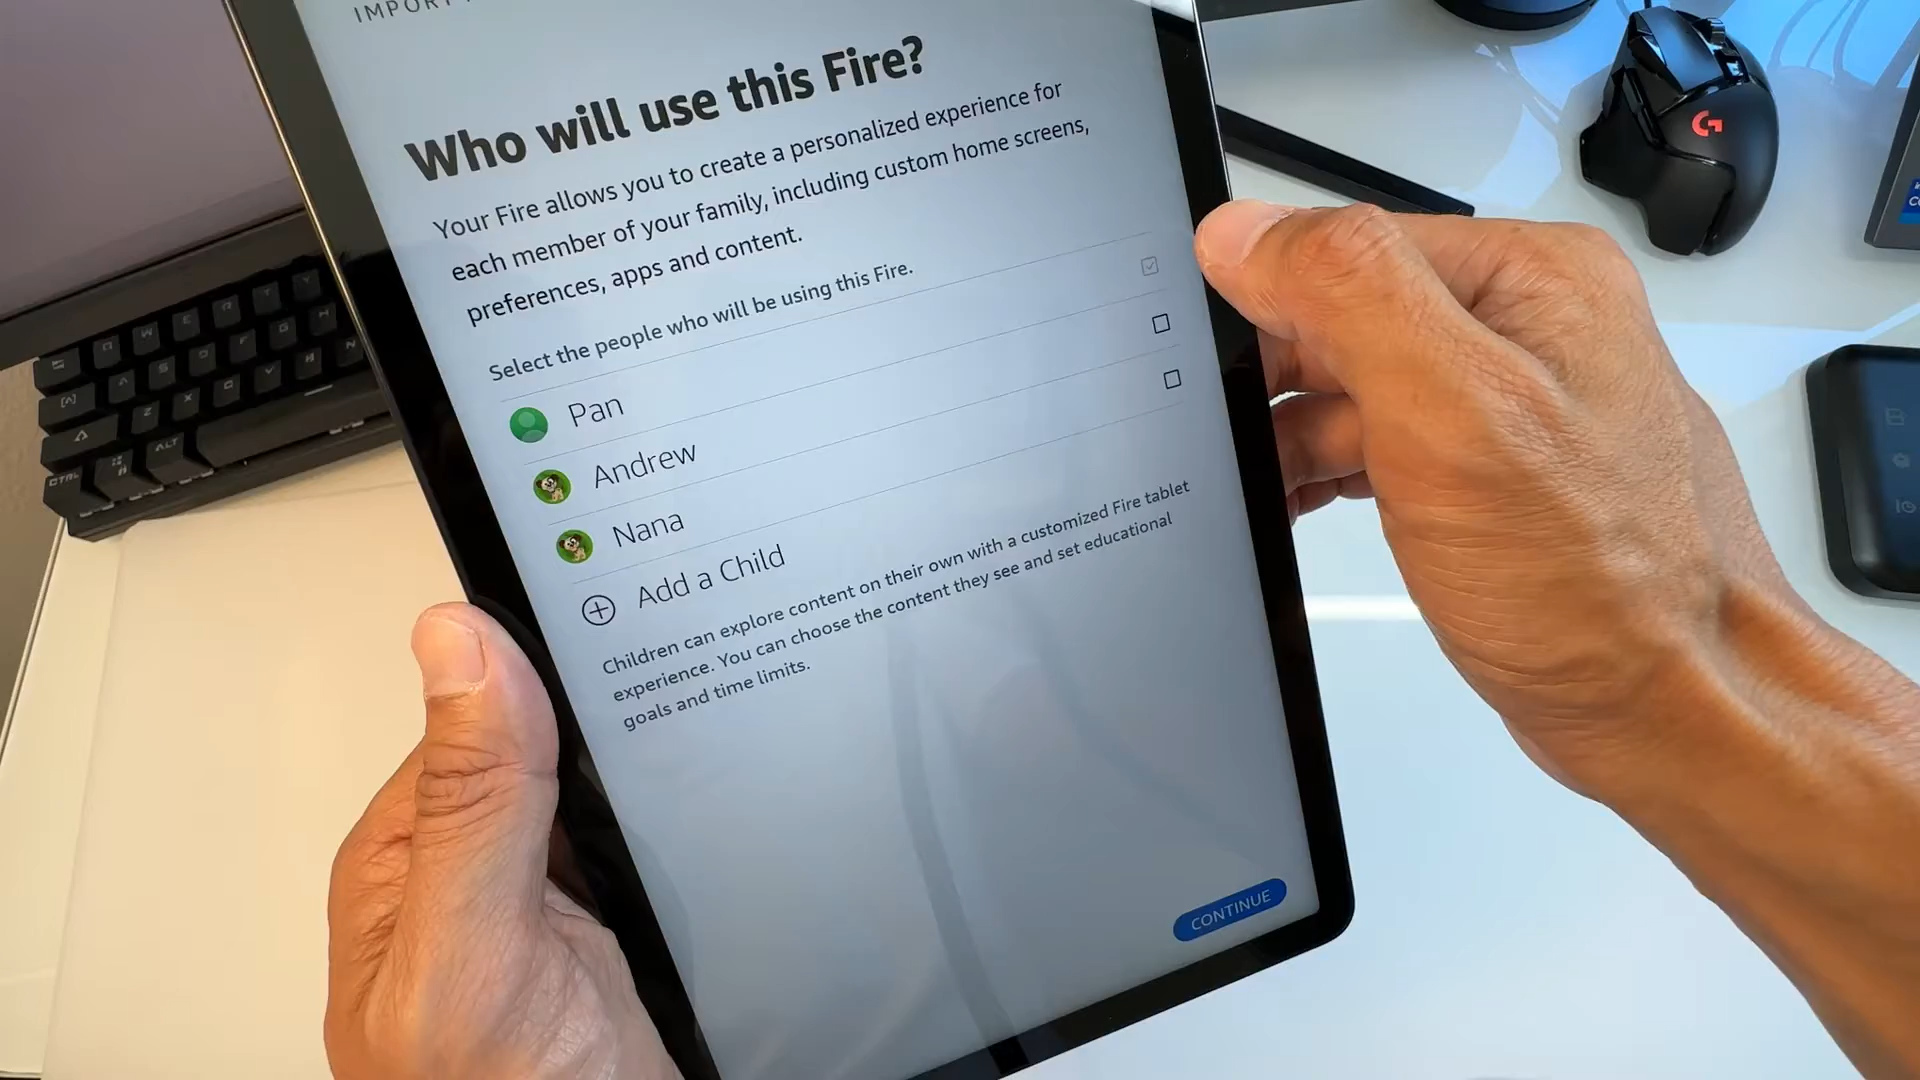 IMPORT
Who will use this Fire?
Your Fire allows you to create a personalized experience for
each member of your family, including custom home screens,
preferences, apps and content.
Select the people who will be using this Fire.
Pan
Andrew
Nana
Add a Child
Children can explore content on their own with a customized Fire tablet
experience. You can choose the content they see and set educational
goals and time limits.
CONTINUE
CTRL
ALT
G